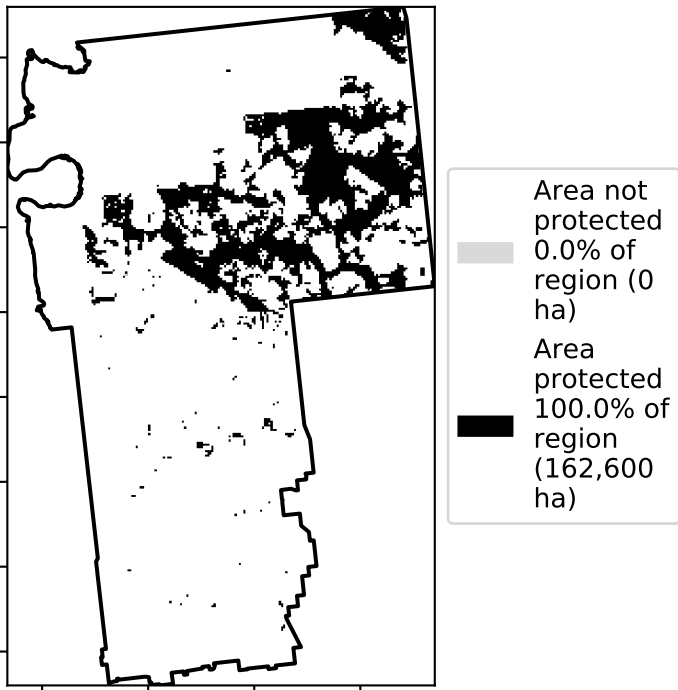 Area not
protected
0.0% of
region (0
ha)
Area
protected
100.0% of
region
(162,600
ha)